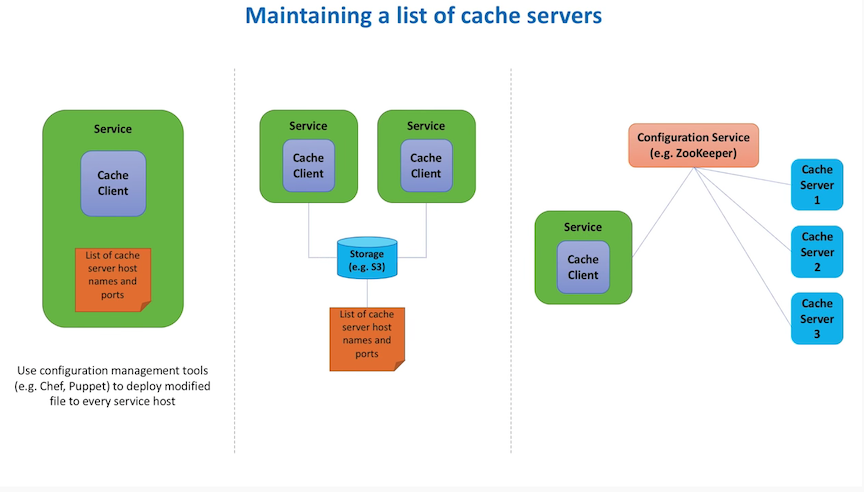 Maintaining a list of cache servers
Service
Cache
Client
List of cache
server host
names and
ports
Use configuration management tools
(e.g. Chef, Puppet) to deploy modified
file to every service host
Service
Cache
Client
Service
Cache
Client
Storage
(e.g. S3)
List of cache
server host
names and
ports
Configuration Service
(e.g. ZooKeeper)
Service
Cache
Client
Cache
Server
1
Cache
Server
2
Cache
Server
3